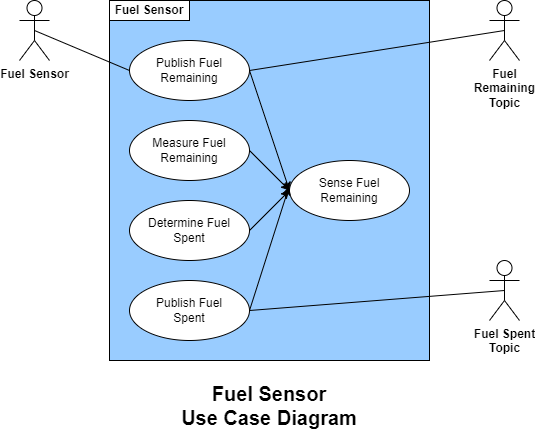 Fuel Sensor
Fuel Sensor
Publish Fuel
Remaining
Fuel
Remaining
Topic
Measure Fuel
Remaining
Sense Fuel
Remaining
Determine Fuel
Spent
Publish Fuel
Spent
Fuel Spent
Topic
Fuel Sensor
Use Case Diagram